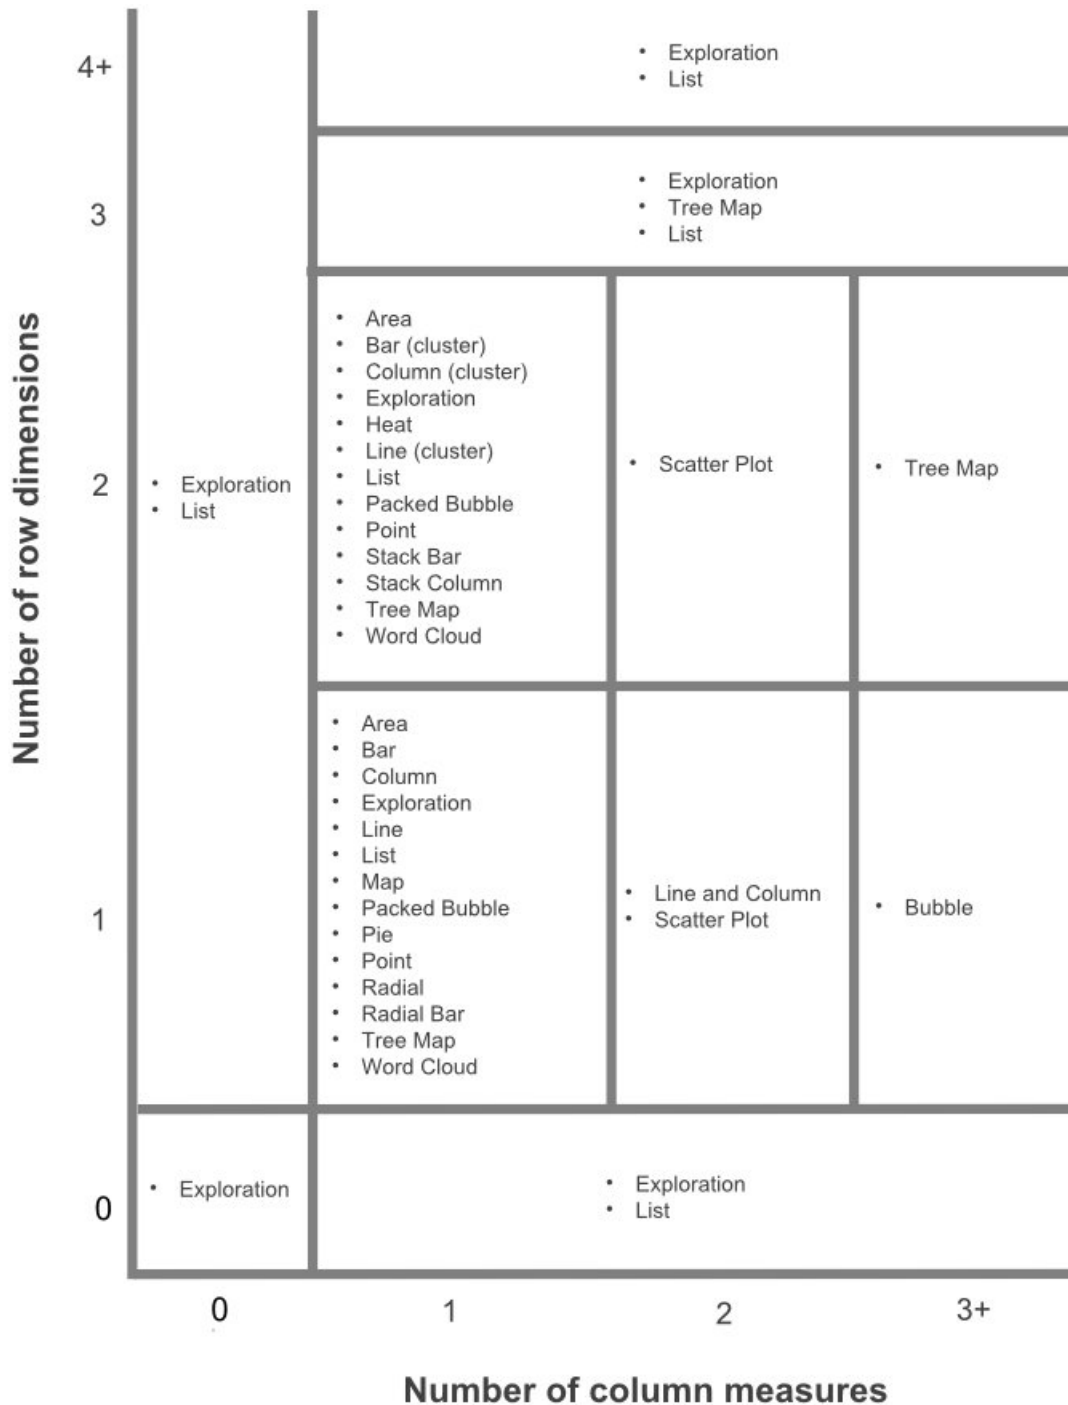 4+
• Exploration
• List
3
• Exploration
• Tree Map
• List
Number of row dimensions
2
• Exploration
• List
• Area
• Bar (cluster)
• Column (cluster)
• Exploration
• Heat
• Line (cluster)
• List
• Packed Bubble
• Point
• Stack Bar
• Stack Column
• Tree Map
• Word Cloud
• Scatter Plot
• Tree Map
1
• Area
• Bar
• Column
• Exploration
• Line
• List
• Map
• Packed Bubble
• Pie
• Point
• Radial
• Radial Bar
• Tree Map
• Word Cloud
• Line and Column
• Scatter Plot
• Bubble
0
• Exploration
• Exploration
• List
0
1
2
3+
Number of column measures